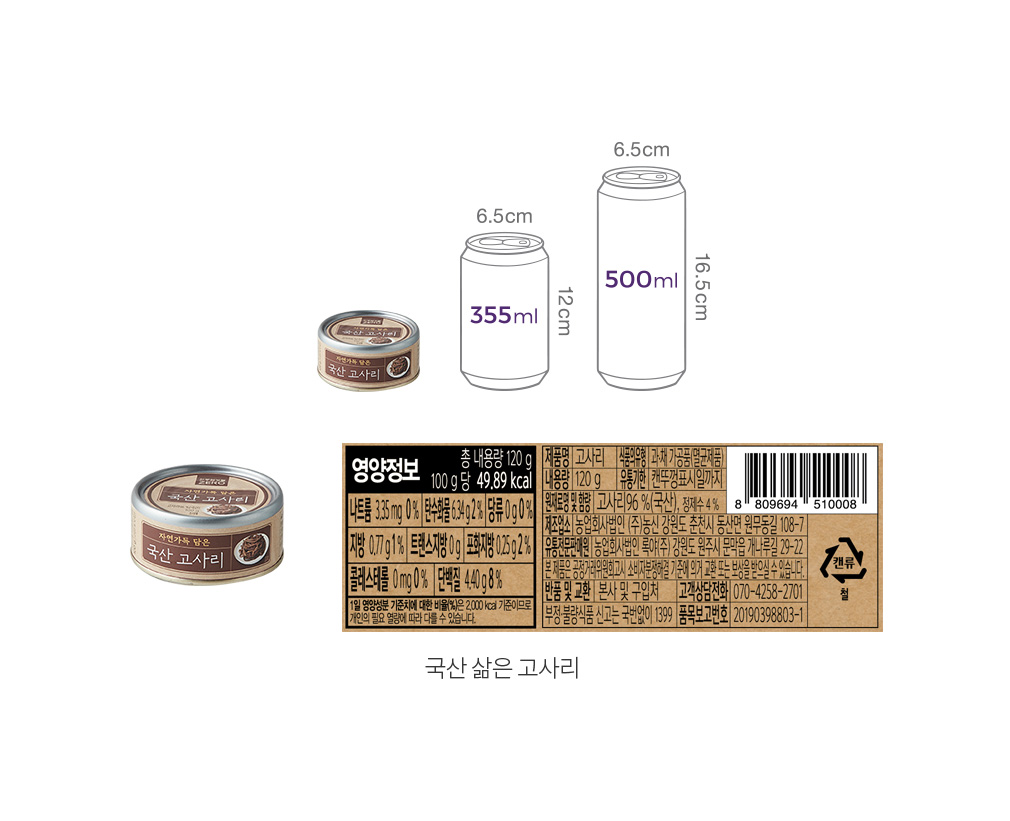 6.5cm
6.5cm
500ml
16.5cm
355ml
12cm
국산 고사리
자연가득 담은
국산 고사리
국산 고사리
자연가득 담은
국산 고사리
영양정보
총 내용량 120 g
100 g 당 49.89 kcal
나트륨 3.35 mg 0% 탄수화물 6.34 g 2% 당류 0 g 0%
지방 0.77 g 1% 트랜스지방 0 g 포화지방 0.25 g 2%
콜레스테롤 0 mg 0% 단백질 4.40 g 8%
1일 영양성분 기준치에 대한 비율(%)은 2,000 kcal 기준이므로
개인의 필요 열량에 따라 다를 수 있습니다.
제품명 고사리 식품의유형 과·채 가공품(멸균제품)
내용량 120 g 유통기한 캔뚜껑표시일까지
원재료명 및 함량 고사리96 % (국산), 정제수 4 %
제조업소 농업회사법인 (주)농시 강원도 춘천시 동산면 원무동길 108-7
유통전문판매원 농업회사법인 록야(주) 강원도 원주시 문막읍 개나루길 29-22
본 제품은 공정거래위원회고시 소비자분쟁해결 기준에 의거 교환 또는 보상을 받으실 수 있습니다.
반품 및 교환 본사 및 구입처 고객상담전화 070-4258-2701
부정·불량식품 신고는 국번없이 1399 품목보고번호 20190398803-1
8 809694 510008
캔류
철
국산 삶은 고사리